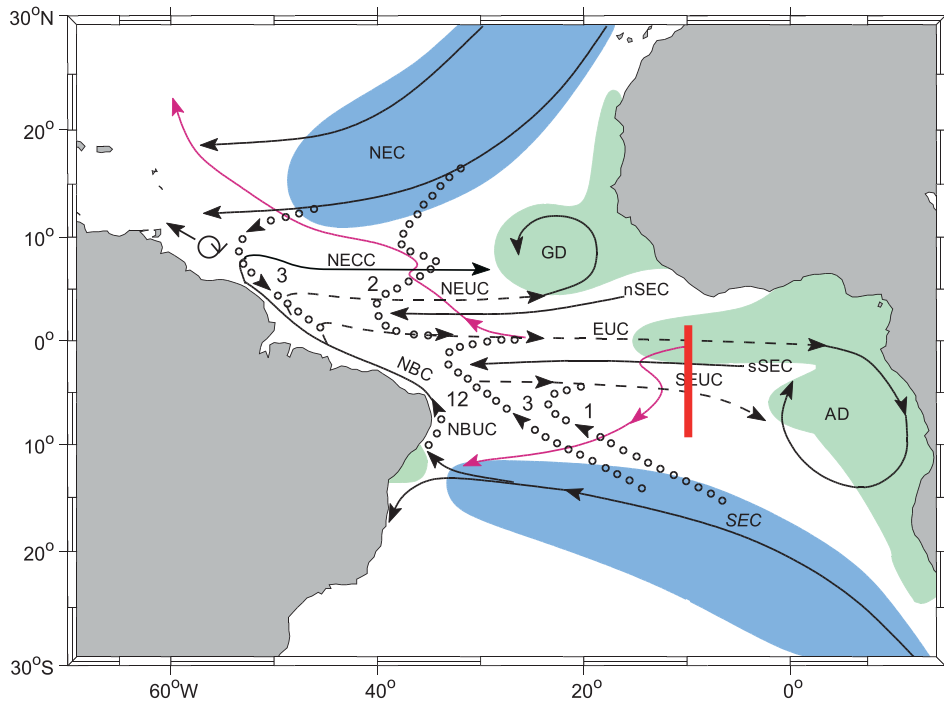 30°N
20°
10°
0°
10°
20°
30°S
60°W
40°
20°
0°
NEC
GD
NECC
3
2
NEUC
nSEC
EUC
NBC
sSEC
SEUC
12
3
1
NBUC
AD
SEC